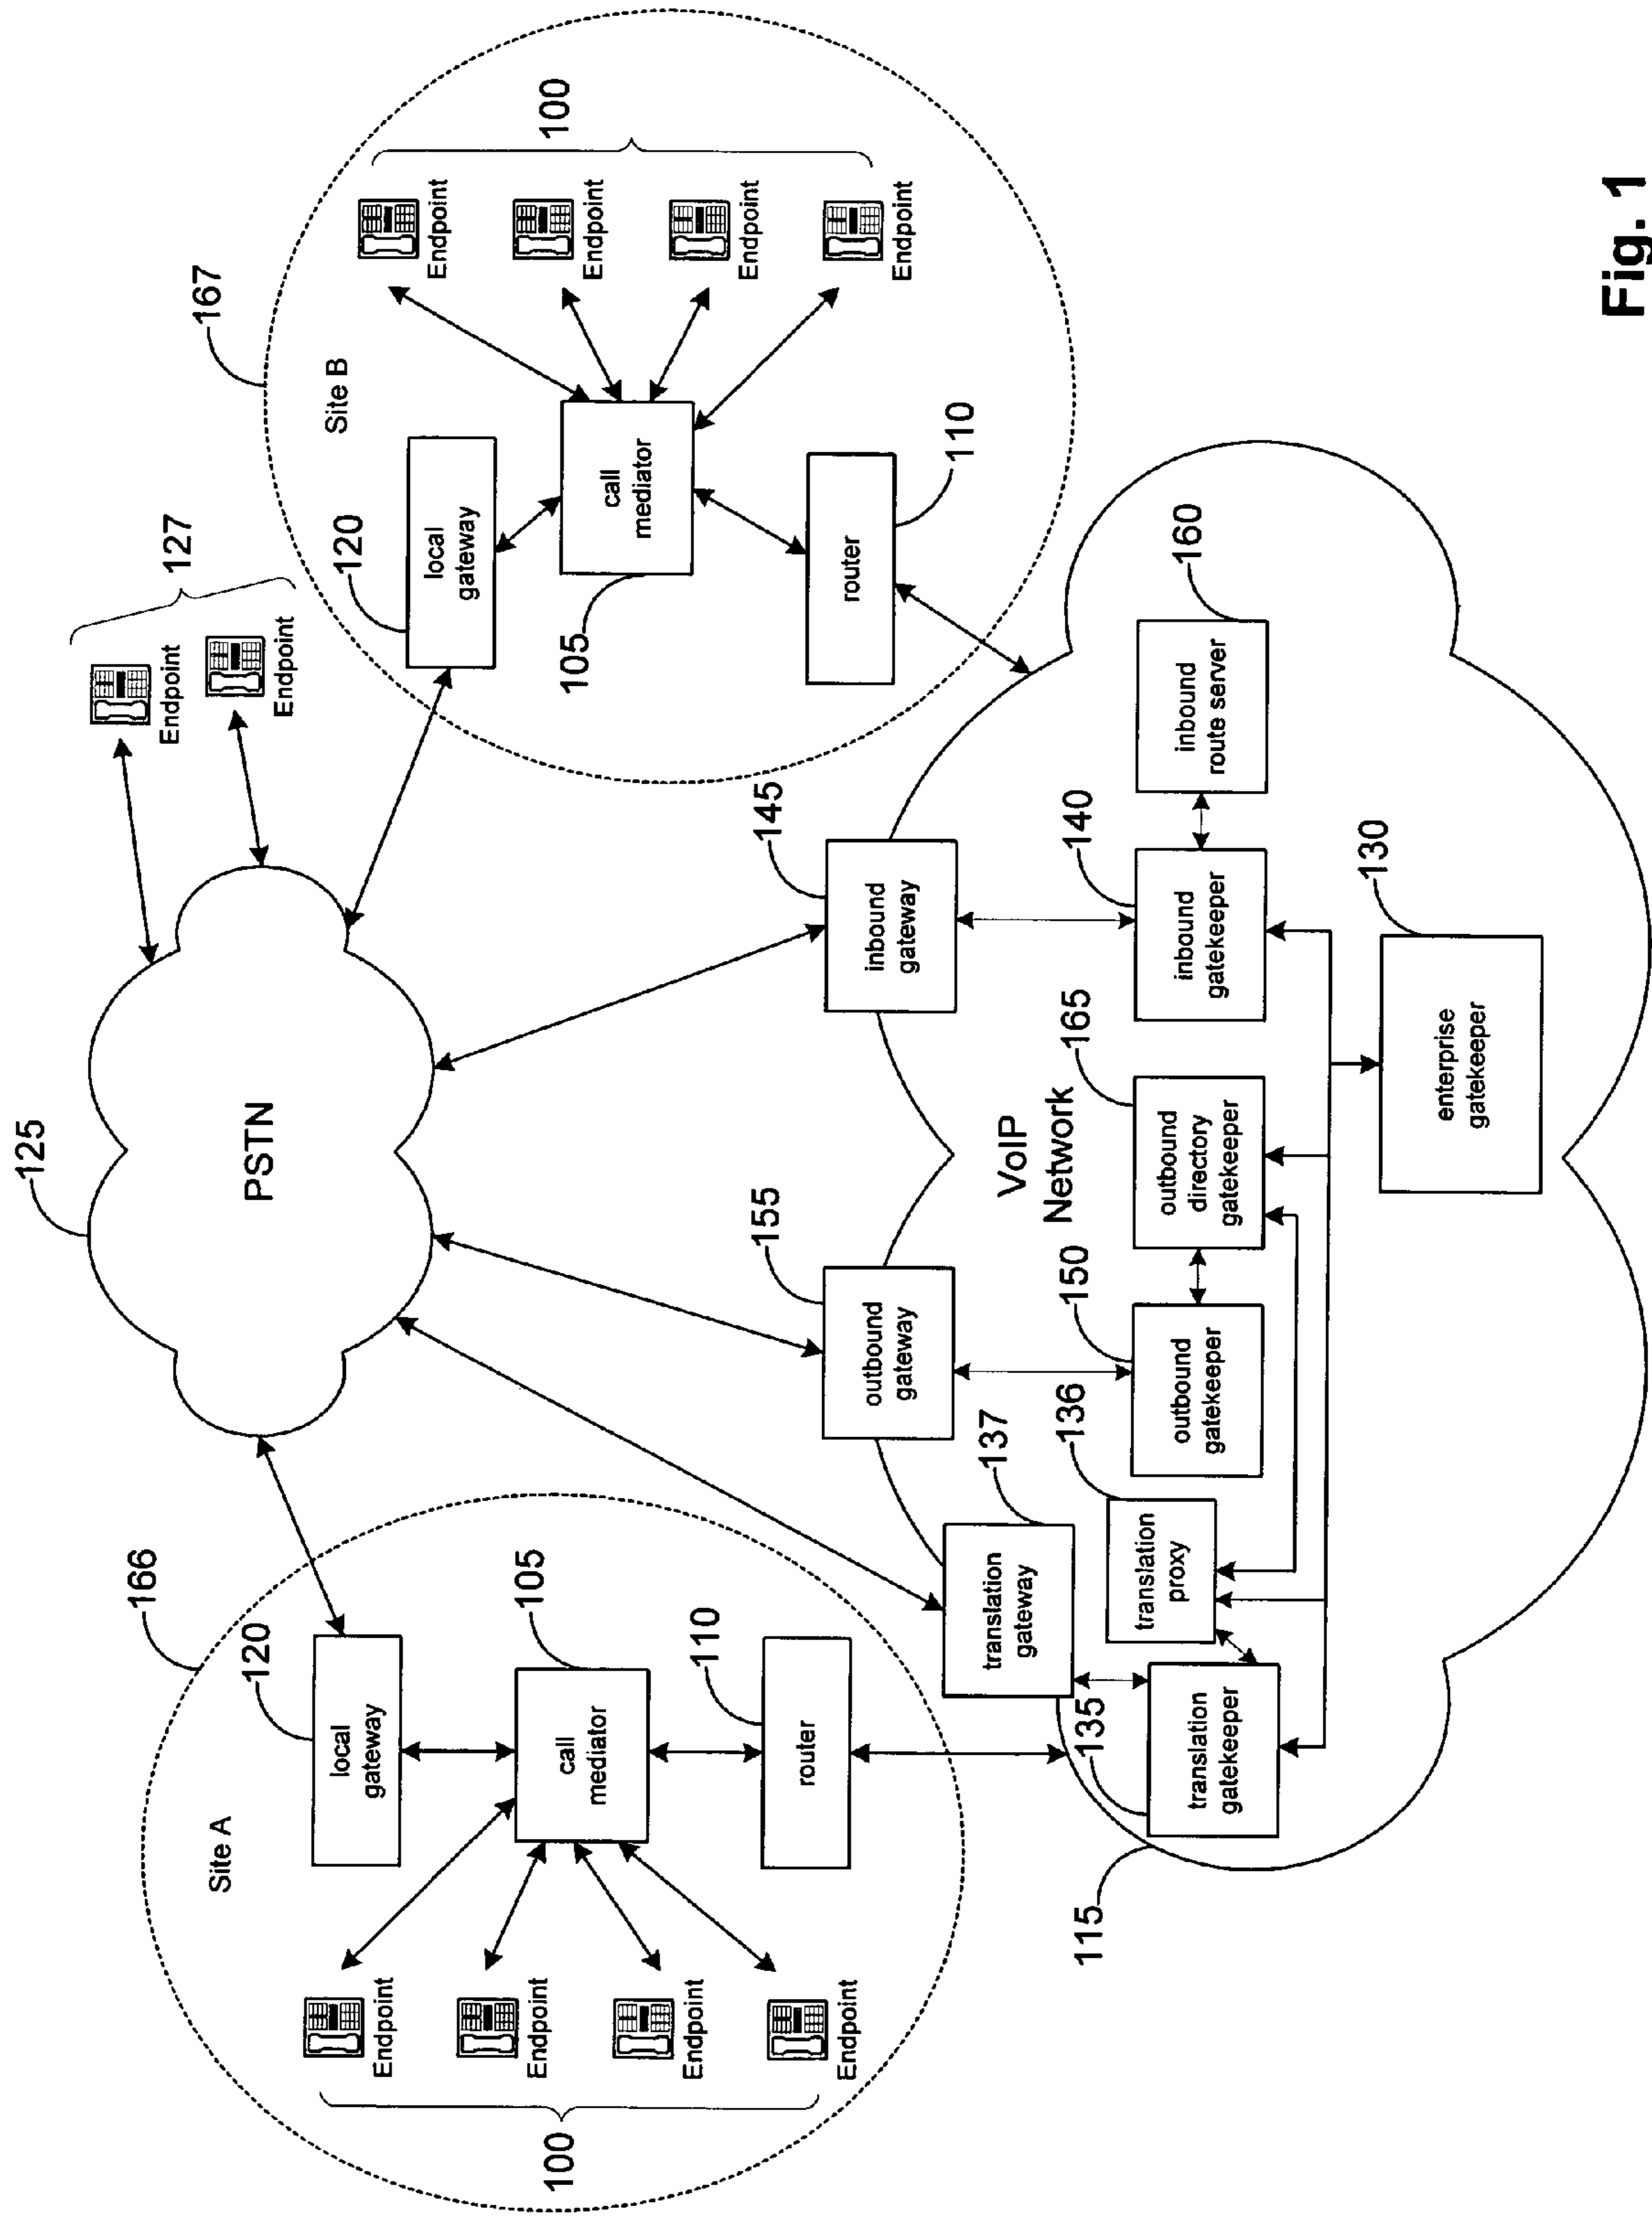 125
PSTN
Endpoint
Endpoint
127
166
Site A
120
local
gateway
105
call
mediator
110
router
Endpoint
Endpoint
Endpoint
Endpoint
100
167
Site B
120
local
gateway
105
call
mediator
router
110
Endpoint
Endpoint
Endpoint
Endpoint
100
155
outbound
gateway
145
inbound
gateway
137
translation
gateway
VoIP
Network
115
135
translation
gatekeeper
136
translation
proxy
150
outbound
gatekeeper
165
outbound
directory
gatekeeper
140
inbound
gatekeeper
160
inbound
route server
130
enterprise
gatekeeper
Fig. 1